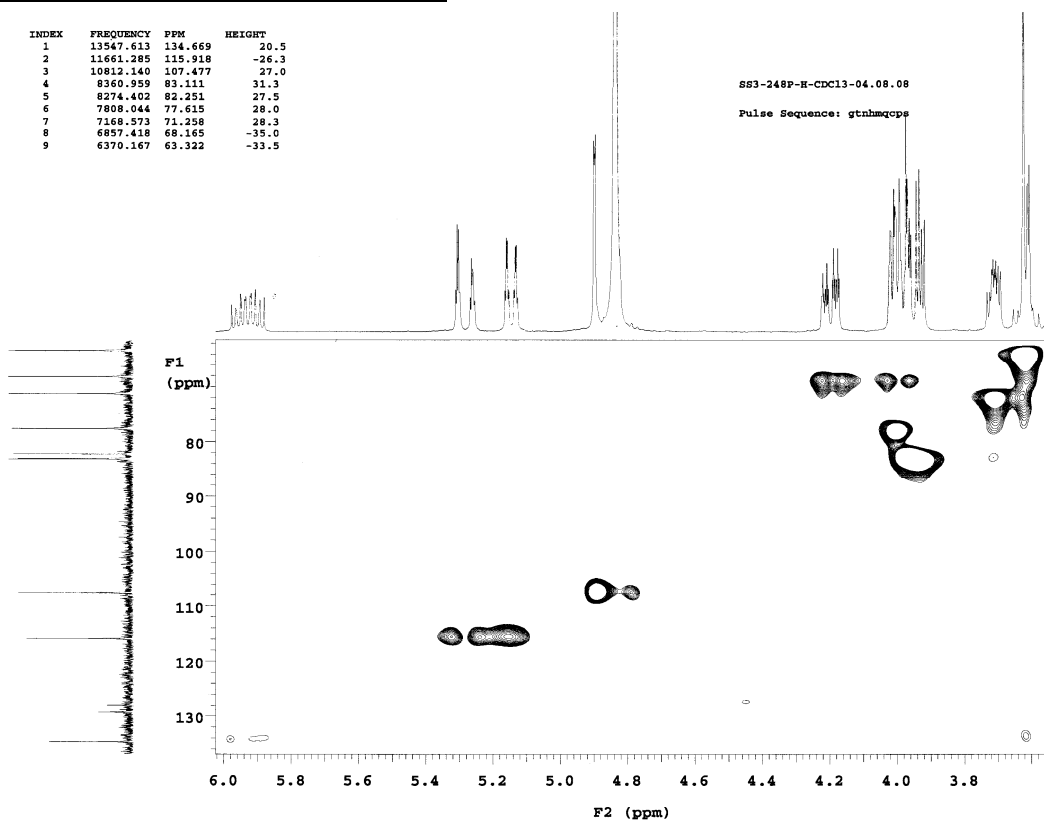 INDEX FREQUENCY PPM HEIGHT
1 13547.613 134.669 20.5
2 11661.285 115.918 -26.3
3 10812.140 107.477 27.0
4 8360.959 83.111 31.3
5 8274.402 82.251 27.5
6 7808.044 77.615 28.0
7 7168.573 71.258 28.3
8 6857.418 68.165 -35.0
9 6370.167 63.322 -33.5
SS3-248P-H-CDCl3-04.08.08
Pulse Sequence: gtnhmqcps
F1
(ppm)
80
90
100
110
120
130
6.0 5.8 5.6 5.4 5.2 5.0 4.8 4.6 4.4 4.2 4.0 3.8
F2 (ppm)